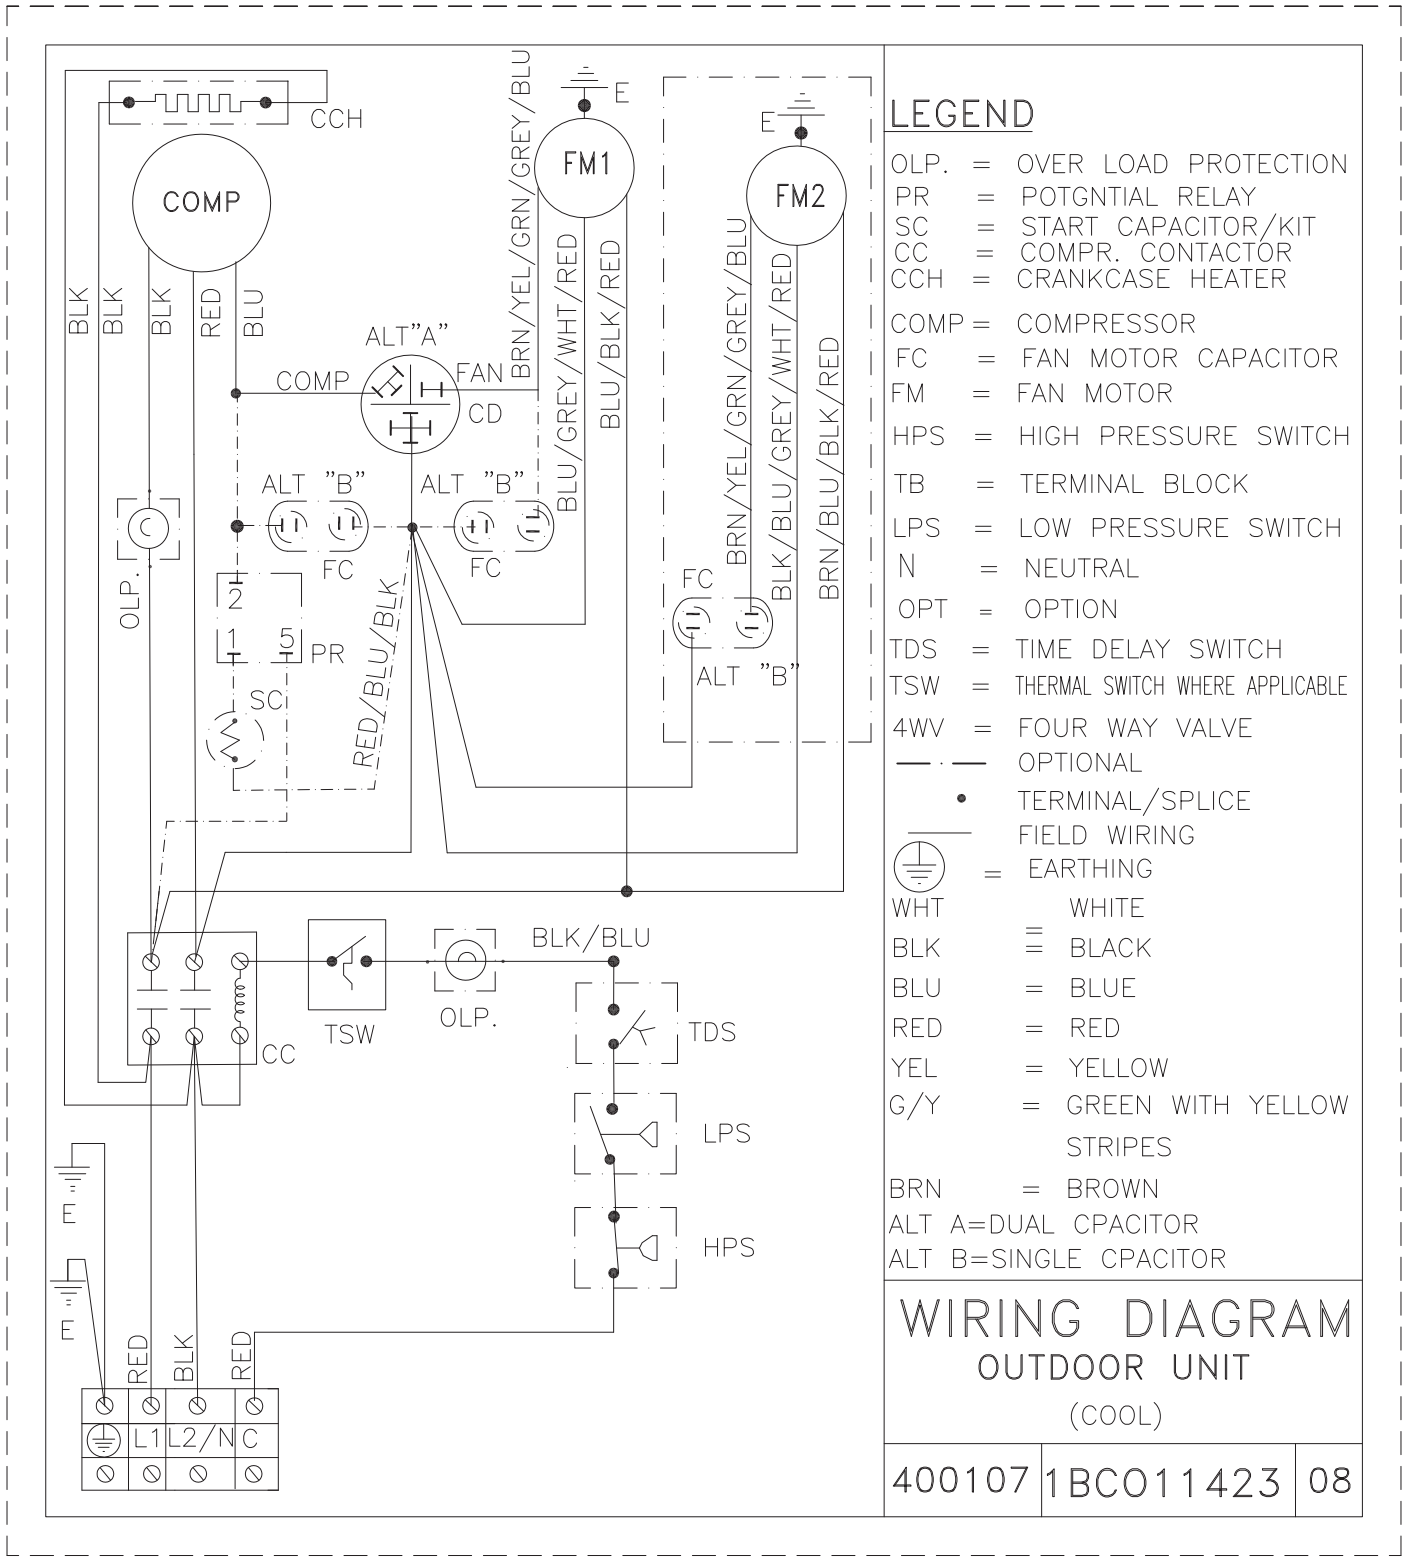 CCH
COMP
FM1
E
E
FM2
BLK
BLK
BLK
RED
BLU
BRN/YEL/GRN/GREY/BLU
BLU/GREY/WHT/RED
BLU/BLK/RED
BRN/YEL/GRN/GREY/BLU
BLK/BLU/GREY/WHT/RED
BRN/BLU/BLK/RED
ALT"A"
COMP
FAN
CD
ALT "B"
ALT "B"
FC
FC
OLP.
2
1 5
PR
SC
RED/BLU/BLK
FC
ALT "B"
BLK/BLU
TSW
OLP.
TDS
CC
LPS
HPS
E
E
RED
BLK
RED
L1
L2/N
C
LEGEND
OLP. = OVER LOAD PROTECTION
PR = POTGNTIAL RELAY
SC = START CAPACITOR/KIT
CC = COMPR. CONTACTOR
CCH = CRANKCASE HEATER
COMP = COMPRESSOR
FC = FAN MOTOR CAPACITOR
FM = FAN MOTOR
HPS = HIGH PRESSURE SWITCH
TB = TERMINAL BLOCK
LPS = LOW PRESSURE SWITCH
N = NEUTRAL
OPT = OPTION
TDS = TIME DELAY SWITCH
TSW = THERMAL SWITCH WHERE APPLICABLE
4WV = FOUR WAY VALVE
OPTIONAL
TERMINAL/SPLICE
FIELD WIRING
= EARTHING
WHT = WHITE
BLK = BLACK
BLU = BLUE
RED = RED
YEL = YELLOW
G/Y = GREEN WITH YELLOW
STRIPES
BRN = BROWN
ALT A=DUAL CPACITOR
ALT B=SINGLE CPACITOR
WIRING DIAGRAM
OUTDOOR UNIT
(COOL)
400107 1BCO11423 08